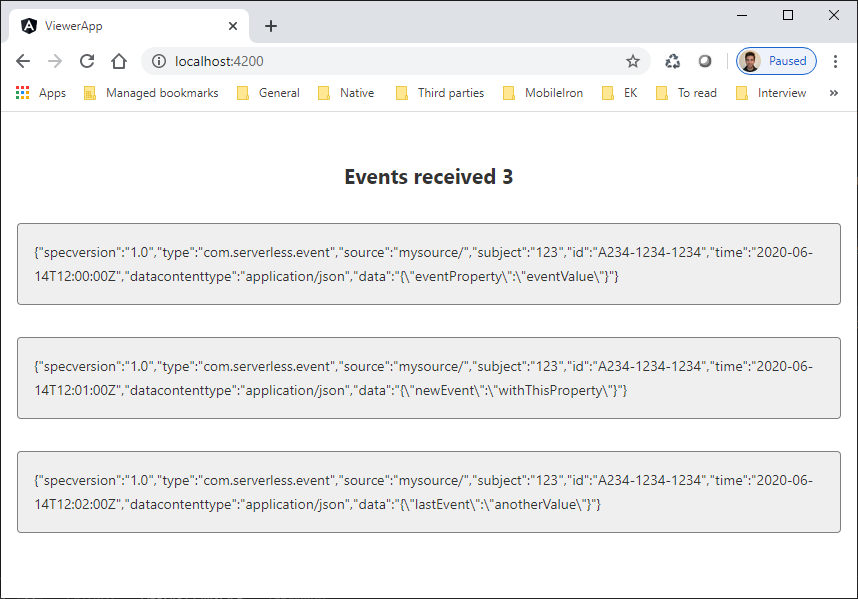 ViewerApp
localhost:4200
Paused
Apps Managed bookmarks General Native Third parties MobileIron EK To read Interview »
Events received 3
{"specversion":"1.0","type":"com.serverless.event","source":"mysource/","subject":"123","id":"A234-1234-1234","time":"2020-06-
14T12:00:00Z","datacontenttype":"application/json","data":"{\"eventProperty\":\"eventValue\"}"}
{"specversion":"1.0","type":"com.serverless.event","source":"mysource/","subject":"123","id":"A234-1234-1234","time":"2020-06-
14T12:01:00Z","datacontenttype":"application/json","data":"{\"newEvent\":\"withThisProperty\"}"}
{"specversion":"1.0","type":"com.serverless.event","source":"mysource/","subject":"123","id":"A234-1234-1234","time":"2020-06-
14T12:02:00Z","datacontenttype":"application/json","data":"{\"lastEvent\":\"anotherValue\"}"}